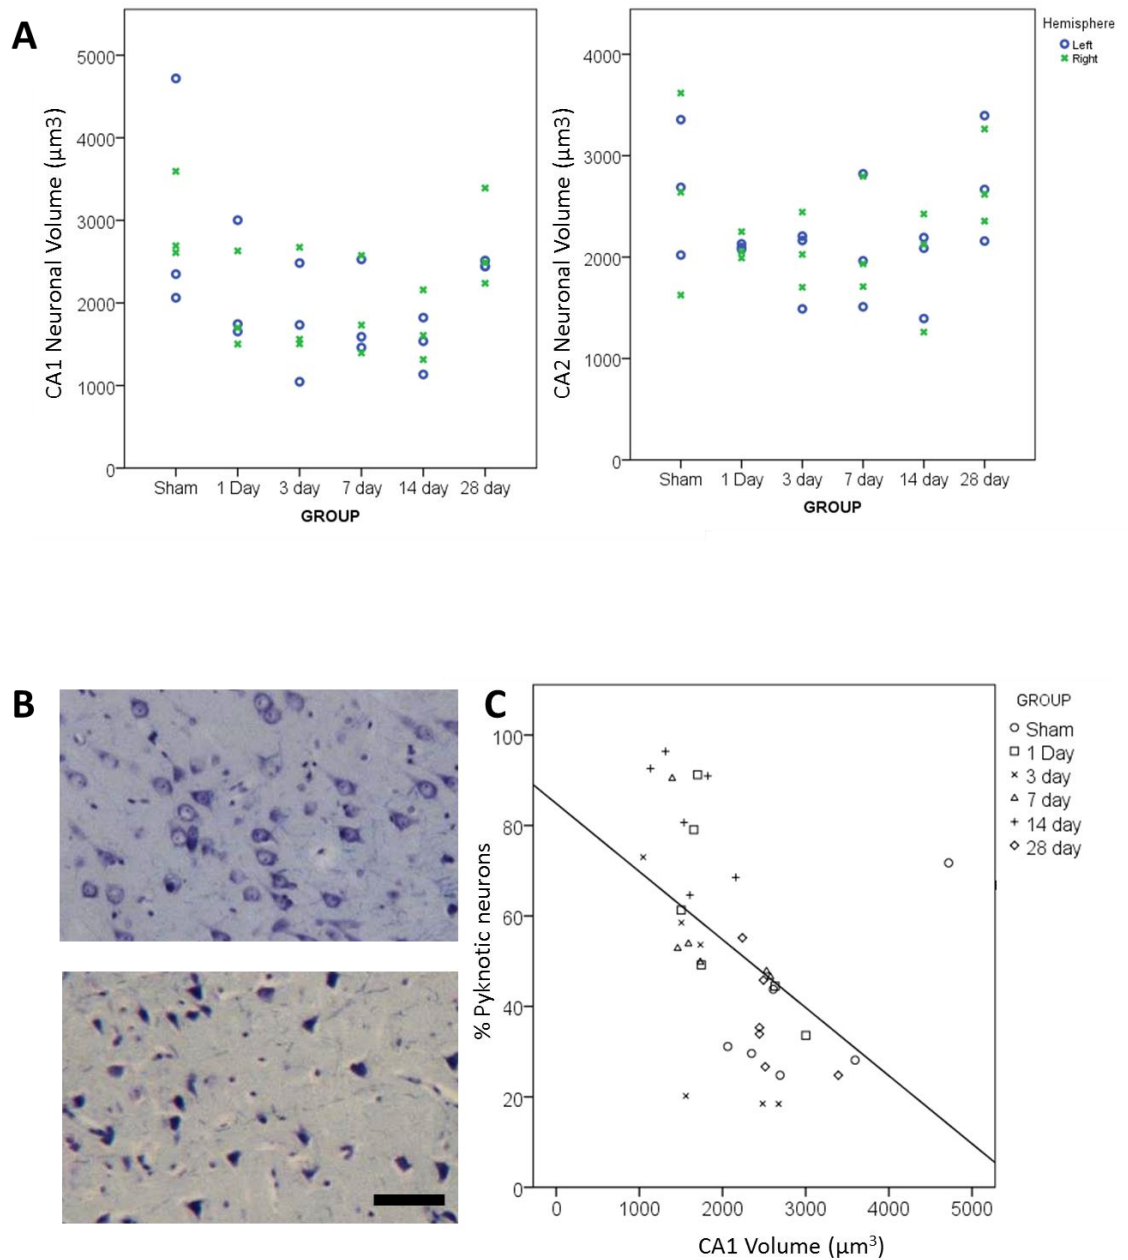 A
CA1 Neuronal Volume (µm3)
5000
4000
3000
2000
1000
0
Sham 1 Day 3 day 7 day 14 day 28 day
GROUP
CA2 Neuronal Volume (µm3)
4000
3000
2000
1000
0
Sham 1 Day 3 day 7 day 14 day 28 day
GROUP
Hemisphere
Left
Right
B
C
% Pyknotic neurons
100
80
60
40
20
0
0 1000 2000 3000 4000 5000
CA1 Volume (µm³)
GROUP
Sham
1 Day
3 day
7 day
14 day
28 day